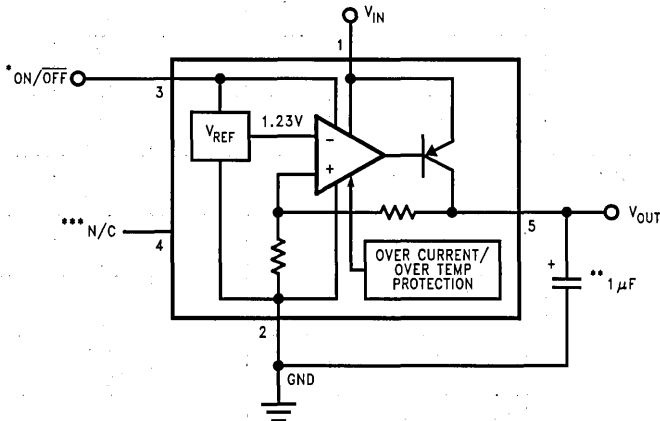 V_IN
1
*ON/O̅F̅F̅
3
1.23V
V_REF
−
+
***N/C
4
5
V_OUT
OVER CURRENT/
OVER TEMP
PROTECTION
+
**1 μF
2
GND